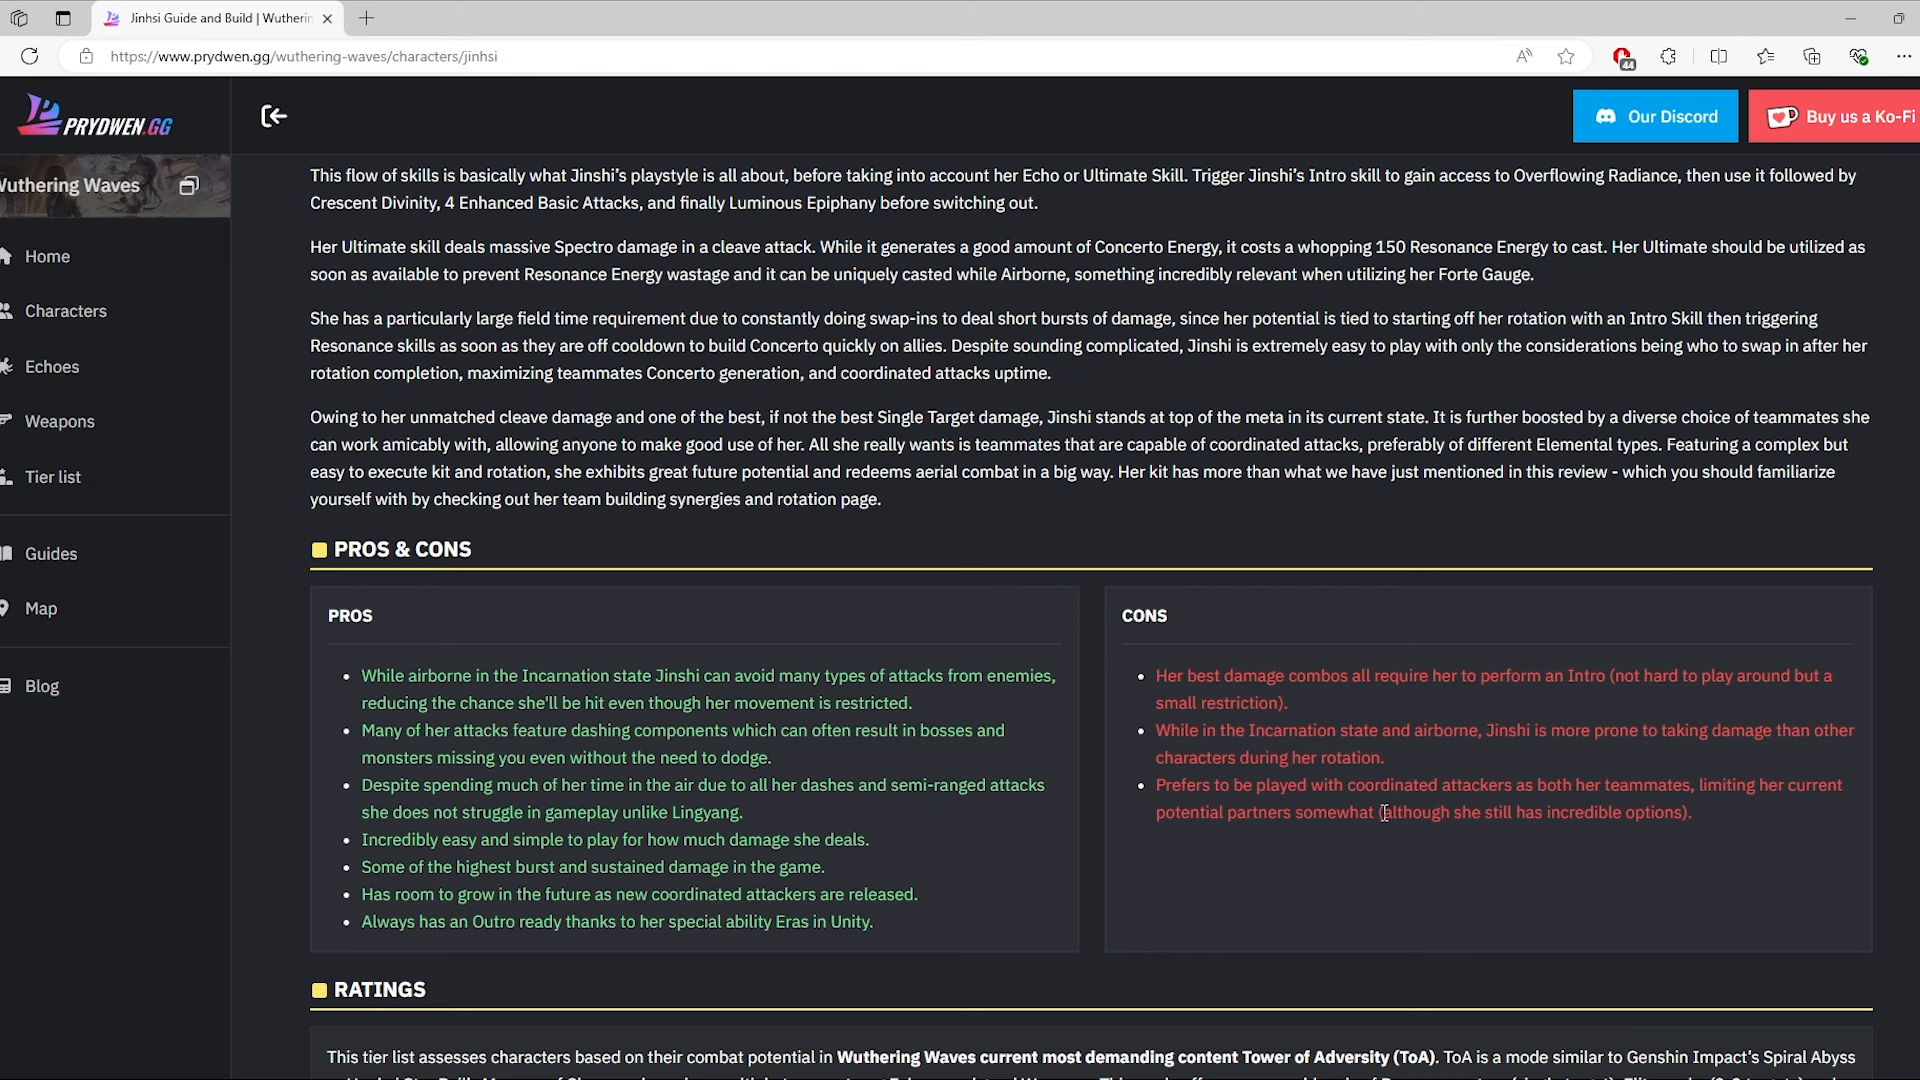 Jinhsi Guide and Build | Wutherin
https://www.prydwen.gg/wuthering-waves/characters/jinhsi
44
PRYDWEN.GG
Our Discord
Buy us a Ko-Fi
Wuthering Waves
Home
Characters
Echoes
Weapons
Tier list
Guides
Map
Blog
This flow of skills is basically what Jinshi's playstyle is all about, before taking into account her Echo or Ultimate Skill. Trigger Jinshi's Intro skill to gain access to Overflowing Radiance, then use it followed by
Crescent Divinity, 4 Enhanced Basic Attacks, and finally Luminous Epiphany before switching out.
Her Ultimate skill deals massive Spectro damage in a cleave attack. While it generates a good amount of Concerto Energy, it costs a whopping 150 Resonance Energy to cast. Her Ultimate should be utilized as
soon as available to prevent Resonance Energy wastage and it can be uniquely casted while Airborne, something incredibly relevant when utilizing her Forte Gauge.
She has a particularly large field time requirement due to constantly doing swap-ins to deal short bursts of damage, since her potential is tied to starting off her rotation with an Intro Skill then triggering
Resonance skills as soon as they are off cooldown to build Concerto quickly on allies. Despite sounding complicated, Jinshi is extremely easy to play with only the considerations being who to swap in after her
rotation completion, maximizing teammates Concerto generation, and coordinated attacks uptime.
Owing to her unmatched cleave damage and one of the best, if not the best Single Target damage, Jinshi stands at top of the meta in its current state. It is further boosted by a diverse choice of teammates she
can work amicably with, allowing anyone to make good use of her. All she really wants is teammates that are capable of coordinated attacks, preferably of different Elemental types. Featuring a complex but
easy to execute kit and rotation, she exhibits great future potential and redeems aerial combat in a big way. Her kit has more than what we have just mentioned in this review - which you should familiarize
yourself with by checking out her team building synergies and rotation page.
PROS & CONS
PROS
While airborne in the Incarnation state Jinshi can avoid many types of attacks from enemies,
reducing the chance she'll be hit even though her movement is restricted.
Many of her attacks feature dashing components which can often result in bosses and
monsters missing you even without the need to dodge.
Despite spending much of her time in the air due to all her dashes and semi-ranged attacks
she does not struggle in gameplay unlike Lingyang.
Incredibly easy and simple to play for how much damage she deals.
Some of the highest burst and sustained damage in the game.
Has room to grow in the future as new coordinated attackers are released.
Always has an Outro ready thanks to her special ability Eras in Unity.
CONS
Her best damage combos all require her to perform an Intro (not hard to play around but a
small restriction).
While in the Incarnation state and airborne, Jinshi is more prone to taking damage than other
characters during her rotation.
Prefers to be played with coordinated attackers as both her teammates, limiting her current
potential partners somewhat (although she still has incredible options).
RATINGS
This tier list assesses characters based on their combat potential in Wuthering Waves current most demanding content Tower of Adversity (ToA). ToA is a mode similar to Genshin Impact's Spiral Abyss